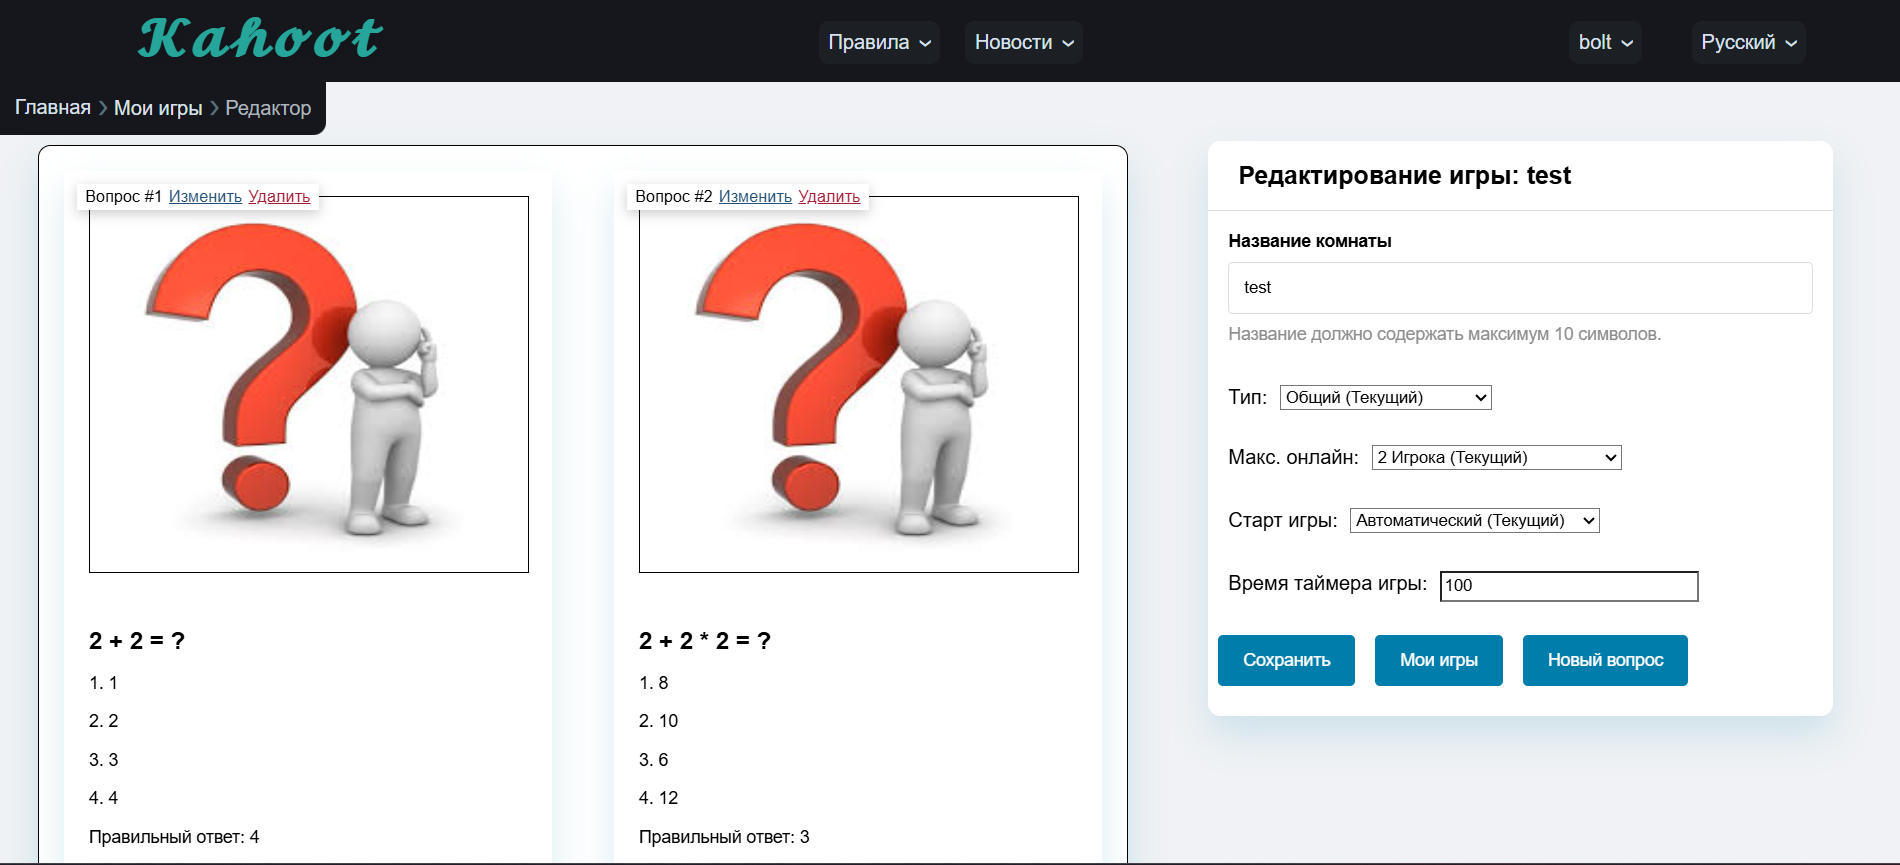 Kahoot
Правила
Новости
bolt
Русский
Главная > Мои игры > Редактор
Вопрос #1 Изменить Удалить
2 + 2 = ?
1. 1
2. 2
3. 3
4. 4
Правильный ответ: 4
Вопрос #2 Изменить Удалить
2 + 2 * 2 = ?
1. 8
2. 10
3. 6
4. 12
Правильный ответ: 3
Редактирование игры: test
Название комнаты
test
Название должно содержать максимум 10 символов.
Тип: Общий (Текущий)
Макс. онлайн: 2 Игрока (Текущий)
Старт игры: Автоматический (Текущий)
Время таймера игры: 100
Сохранить
Мои игры
Новый вопрос